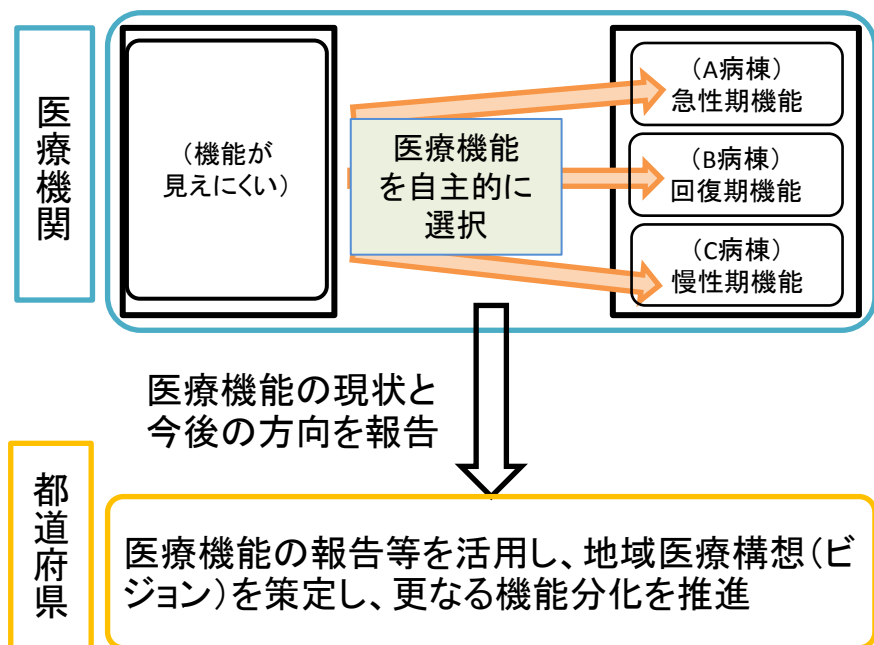 医療機関
(機能が
見えにくい)
医療機能
を自主的に
選択
(A病棟)
急性期機能
(B病棟)
回復期機能
(C病棟)
慢性期機能
医療機能の現状と
今後の方向を報告
都道府県
医療機能の報告等を活用し、地域医療構想(ビ
ジョン)を策定し、更なる機能分化を推進